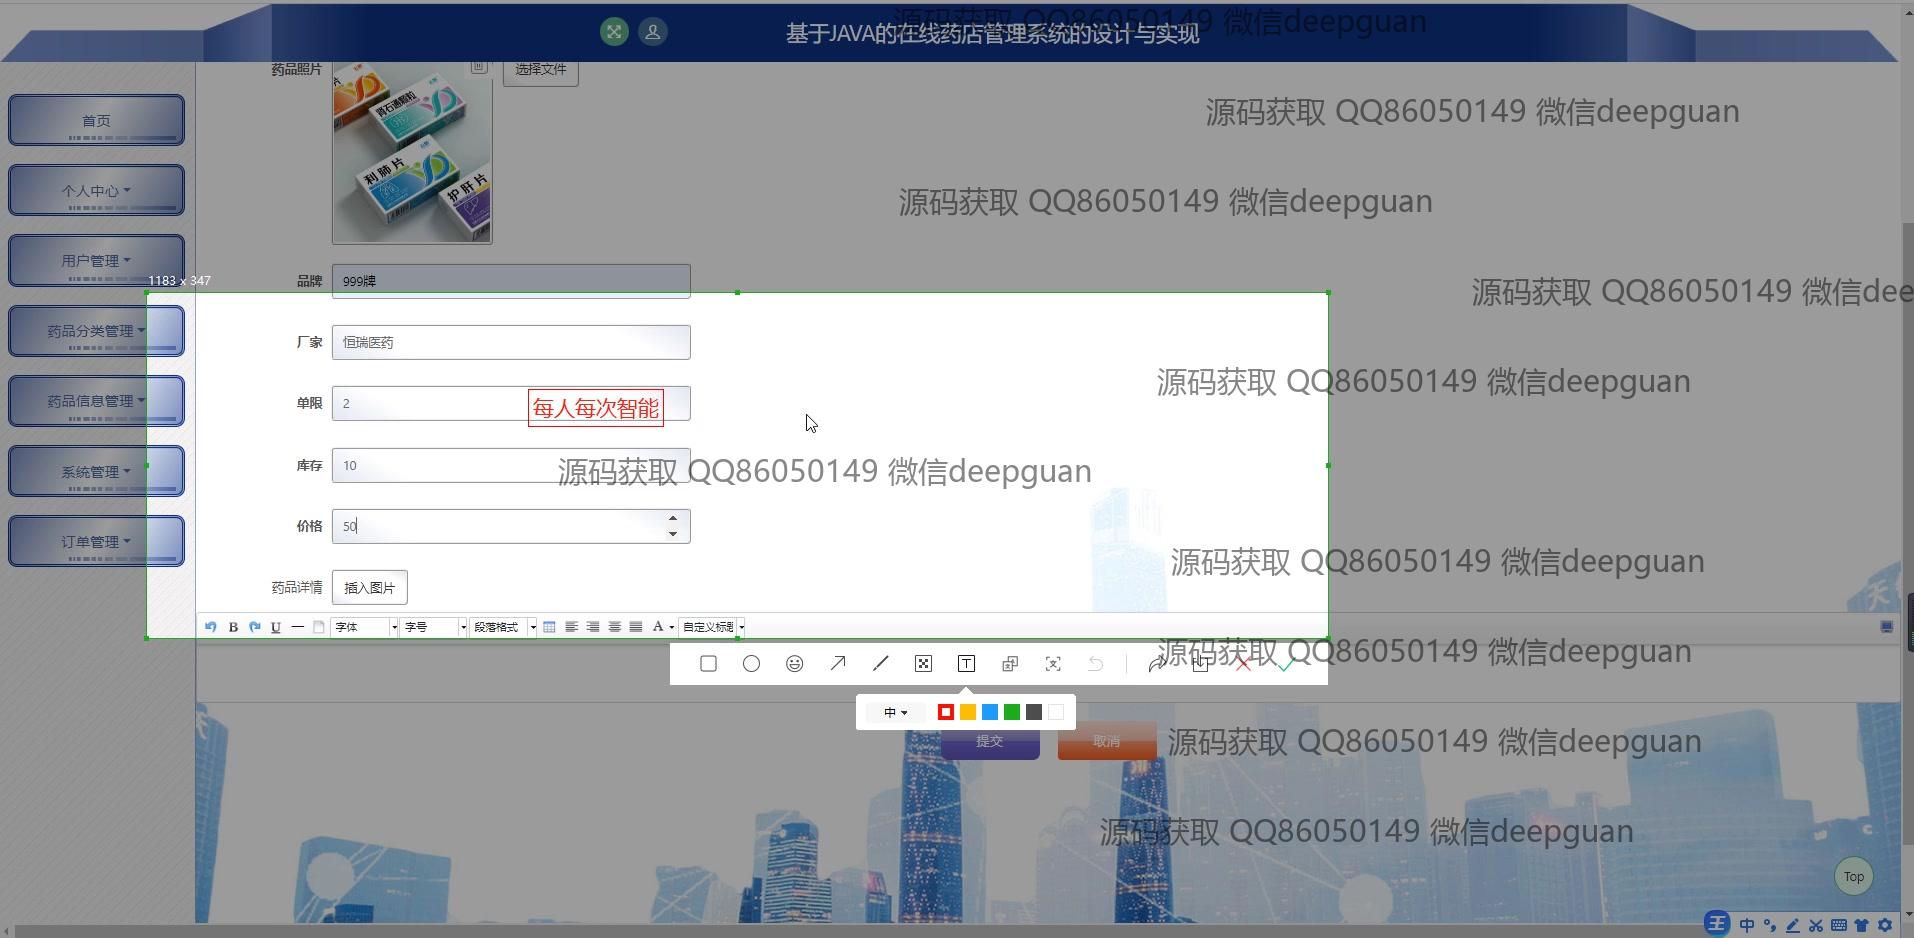 源码获取 QQ86050149 微信deepguan
基于JAVA的在线药店管理系统的设计与实现
药品照片
选择文件
肾石通颗粒
利肺片
护肝片
源码获取 QQ86050149 微信deepguan
首页
个人中心
源码获取 QQ86050149 微信deepguan
用户管理
1183 x 347
品牌
999牌
源码获取 QQ86050149 微信dee
药品分类管理
厂家
恒瑞医药
源码获取 QQ86050149 微信deepguan
药品信息管理
单限
2
每人每次智能
系统管理
库存
10
源码获取 QQ86050149 微信deepguan
订单管理
价格
50
源码获取 QQ86050149 微信deepguan
药品详情
插入图片
B
U
字体
字号
段落格式
A
自定义标题
源码获取 QQ86050149 微信deepguan
T
中
提交
取消
源码获取 QQ86050149 微信deepguan
源码获取 QQ86050149 微信deepguan
Top
王
中